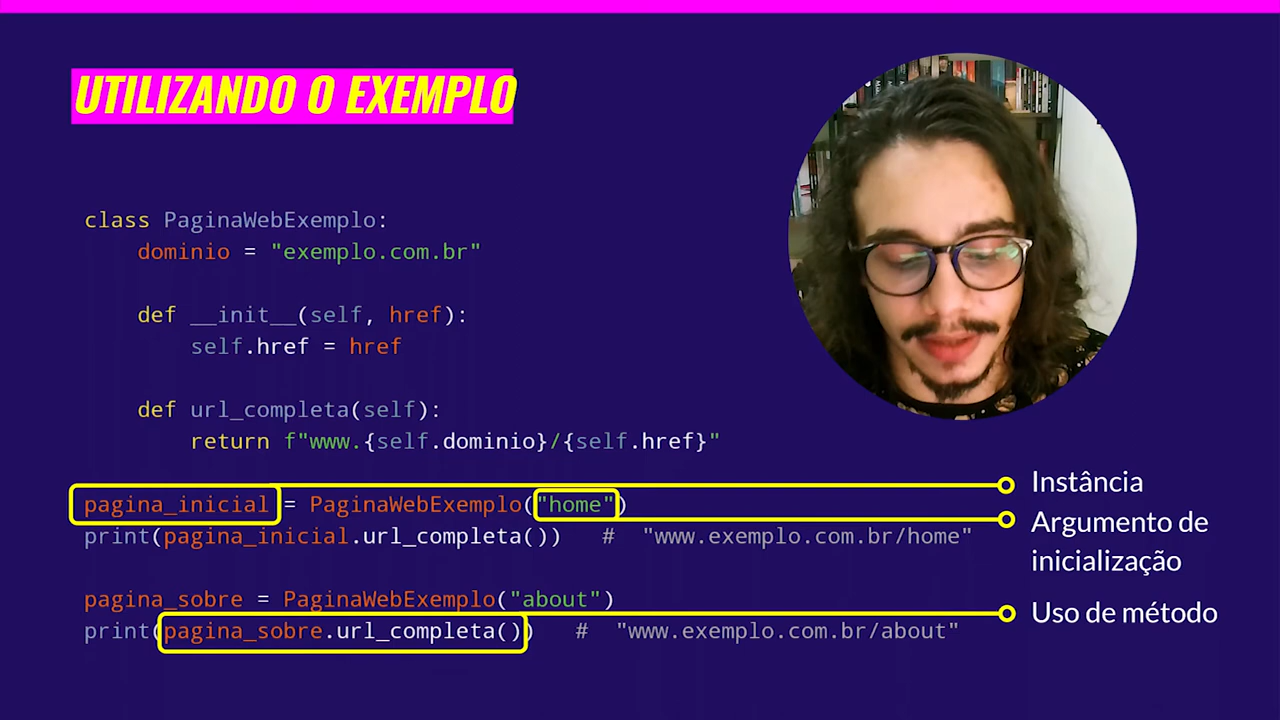 UTILIZANDO O EXEMPLO
class PaginaWebExemplo:
    dominio = "exemplo.com.br"
    def __init__(self, href):
        self.href = href
    def url_completa(self):
        return f"www.{self.dominio}/{self.href}"
pagina_inicial = PaginaWebExemplo("home")
print(pagina_inicial.url_completa())   #  "www.exemplo.com.br/home"
pagina_sobre = PaginaWebExemplo("about")
print(pagina_sobre.url_completa())   #  "www.exemplo.com.br/about"
Instância
Argumento de
inicialização
Uso de método